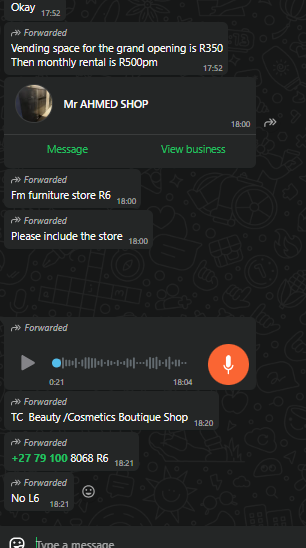 Okay
17:52
Forwarded
Vending space for the grand opening is R350
Then monthly rental is R500pm
17:52
Mr AHMED SHOP
18:00
Message View business
Forwarded
Fm furniture store R6 18:00
Forwarded
Please include the store 18:00
Forwarded
0:21 18:04
Forwarded
TC Beauty /Cosmetics Boutique Shop 18:20
Forwarded
+27 79 100 8068 R6 18:21
Forwarded
No L6 18:21
Type a message